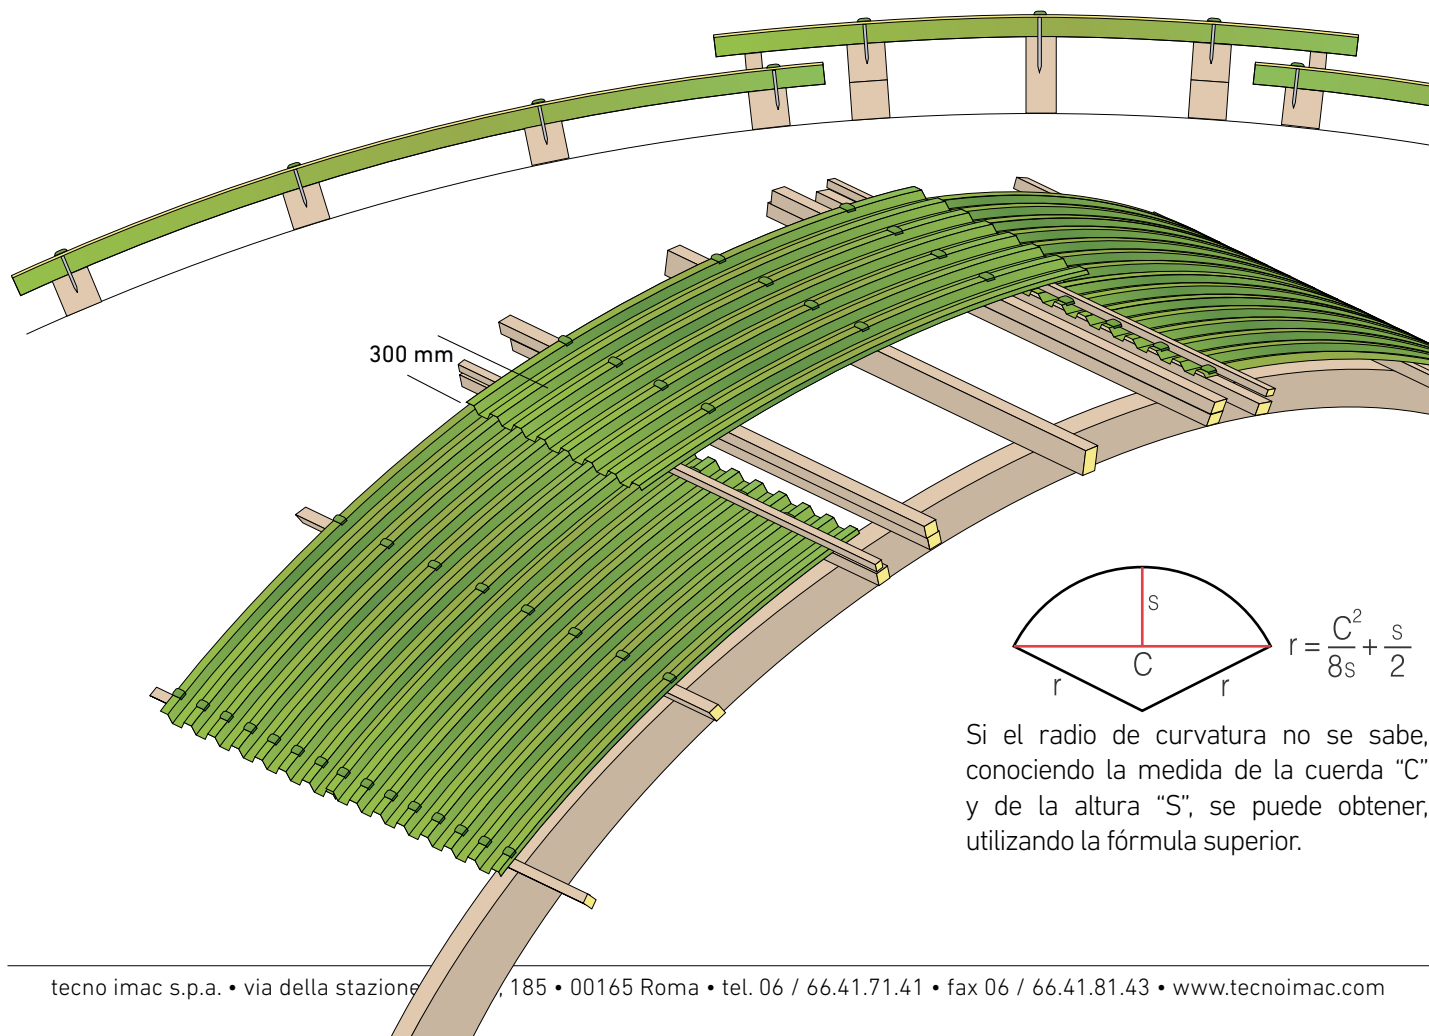 300 mm
s
C
r
r
r = C²/8s + s/2
Si el radio de curvatura no se sabe,
conociendo la medida de la cuerda “C”
y de la altura “S”, se puede obtener,
utilizando la fórmula superior.
tecno imac s.p.a. • via della stazione , 185 • 00165 Roma • tel. 06 / 66.41.71.41 • fax 06 / 66.41.81.43 • www.tecnoimac.com